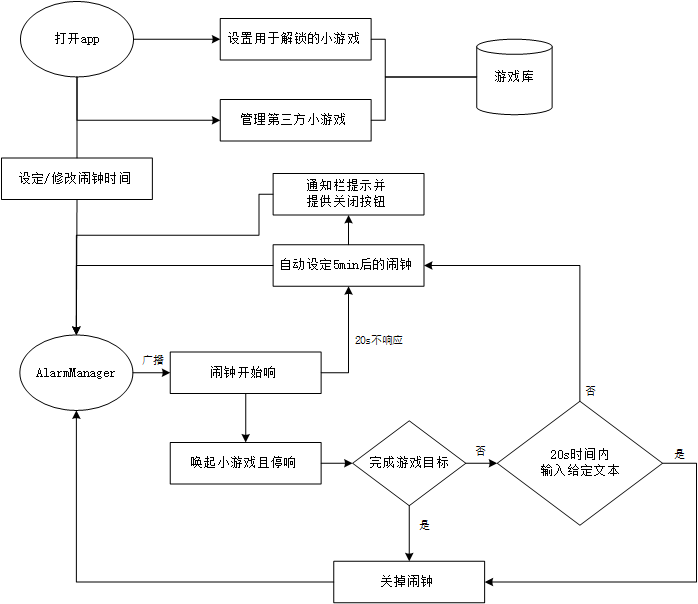 打开app
设置用于解锁的小游戏
游戏库
管理第三方小游戏
设定/修改闹钟时间
通知栏提示并
提供关闭按钮
自动设定5min后的闹钟
20s不响应
广播
AlarmManager
闹钟开始响
否
唤起小游戏且停响
完成游戏目标
否
20s时间内
输入给定文本
是
是
关掉闹钟